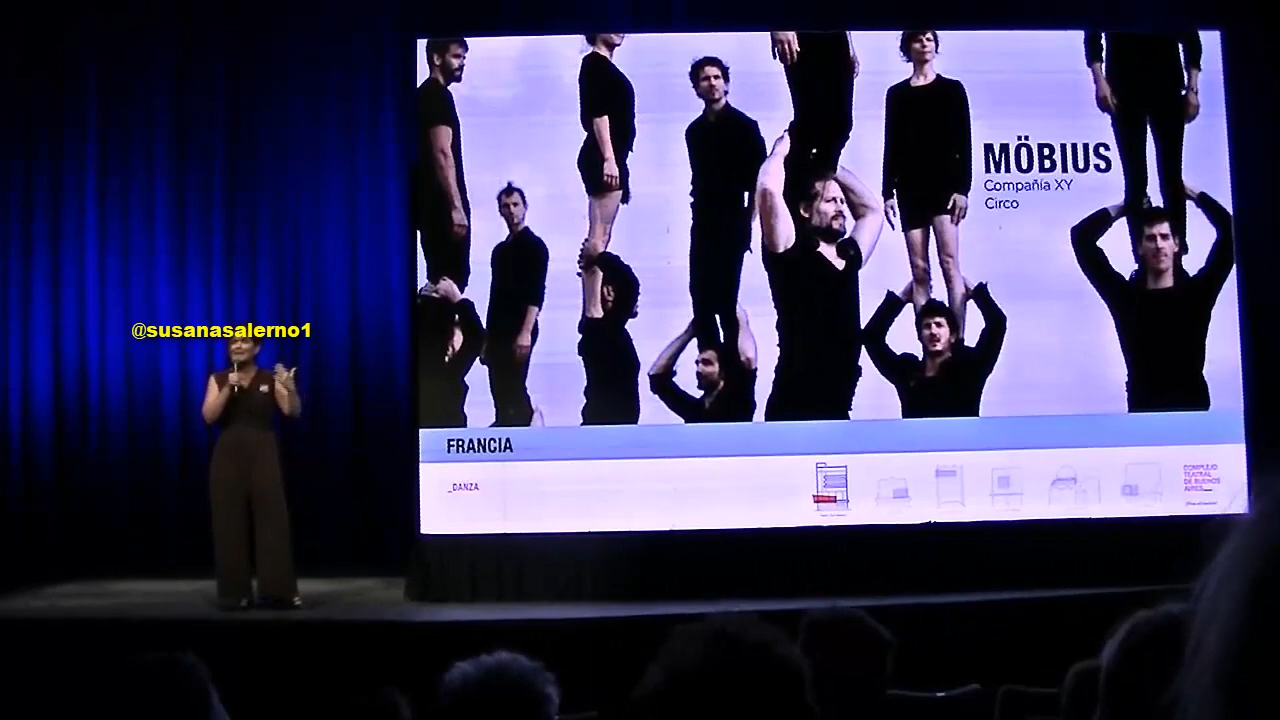 MÖBIUS
Compañía XY
Circo
@susanasalerno1
FRANCIA
_DANZA
COMPLEJO
TEATRAL
DE BUENOS
AIRES